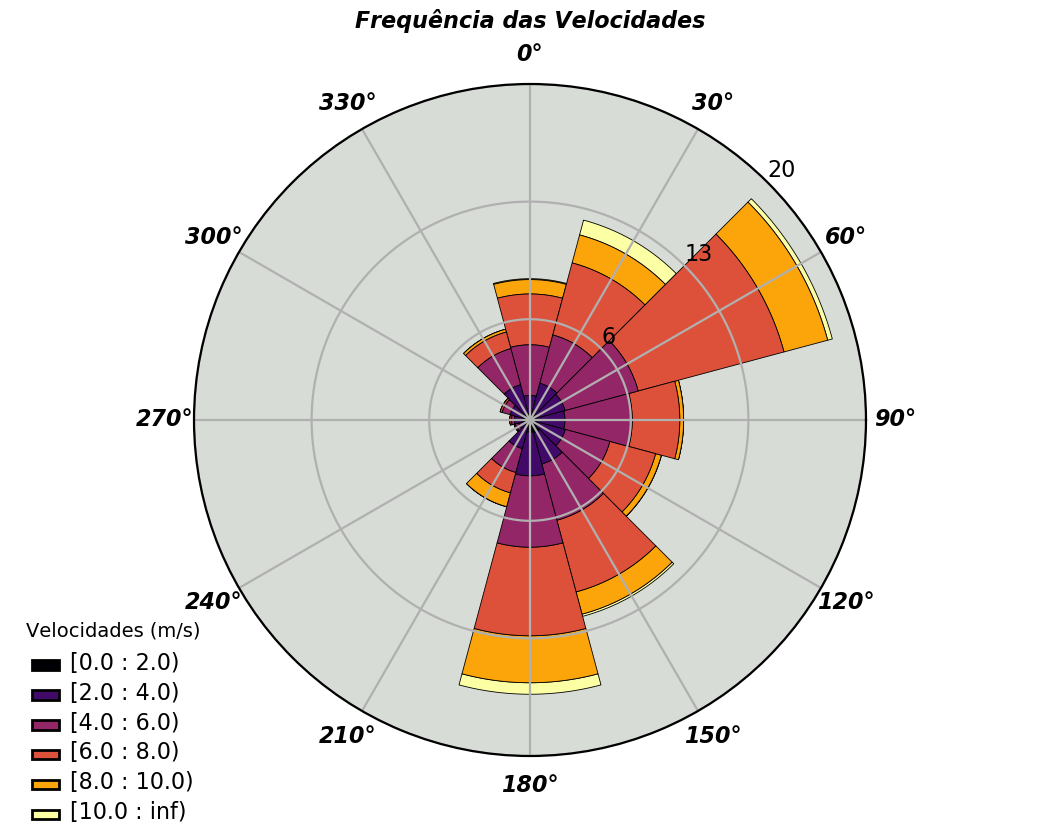 Frequência das Velocidades
0°
330°
30°
20
300°
60°
13
6
270°
90°
240°
120°
210°
150°
180°
Velocidades (m/s)
[0.0 : 2.0)
[2.0 : 4.0)
[4.0 : 6.0)
[6.0 : 8.0)
[8.0 : 10.0)
[10.0 : inf)